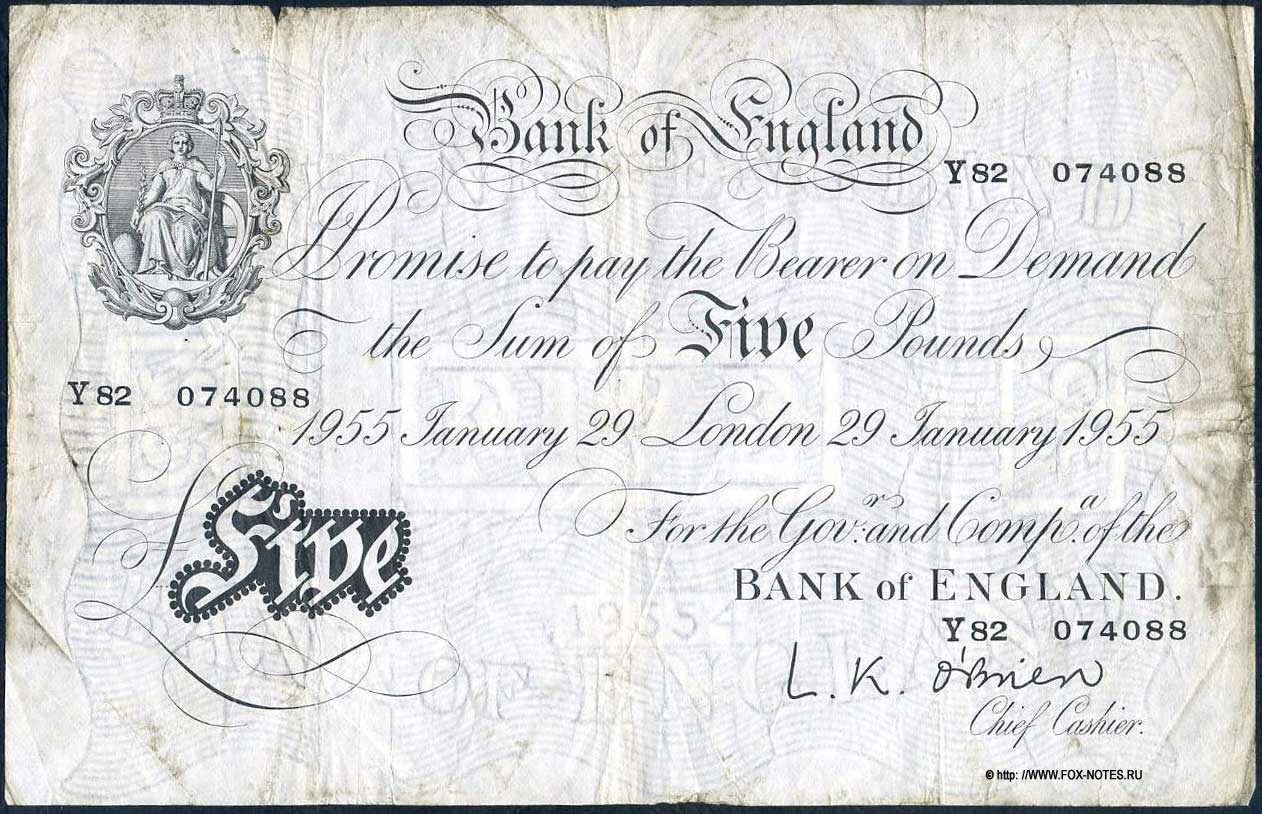 Bank of England
Y82 074088
I Promise to pay the Bearer on Demand
the Sum of Five Pounds
Y82 074088
1955 January 29 London 29 January 1955
For the Govr. and Compa. of the
BANK of ENGLAND.
£ Five
Y82 074088
L. K. O'Brien
Chief Cashier.
© http: //WWW.FOX-NOTES.RU